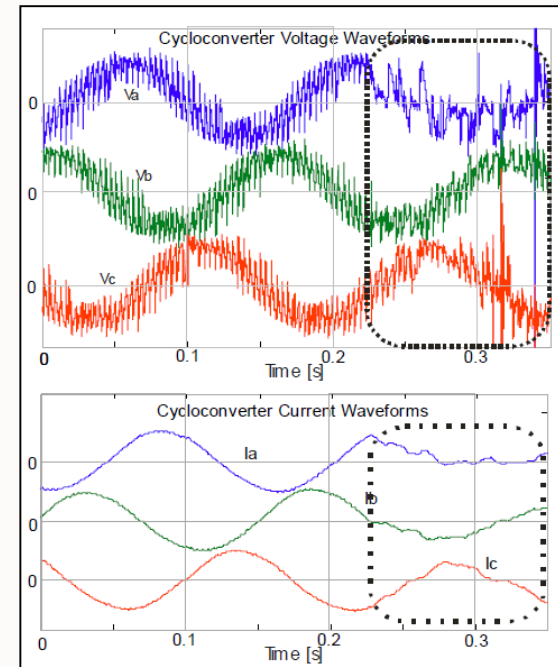 Cycloconverter Voltage Waveforms
0
Va
0
Vb
0
Vc
0
0.1
0.2
0.3
Time [s]
Cycloconverter Current Waveforms
0
Ia
0
Ib
0
Ic
0
0.1
0.2
0.3
Time [s]